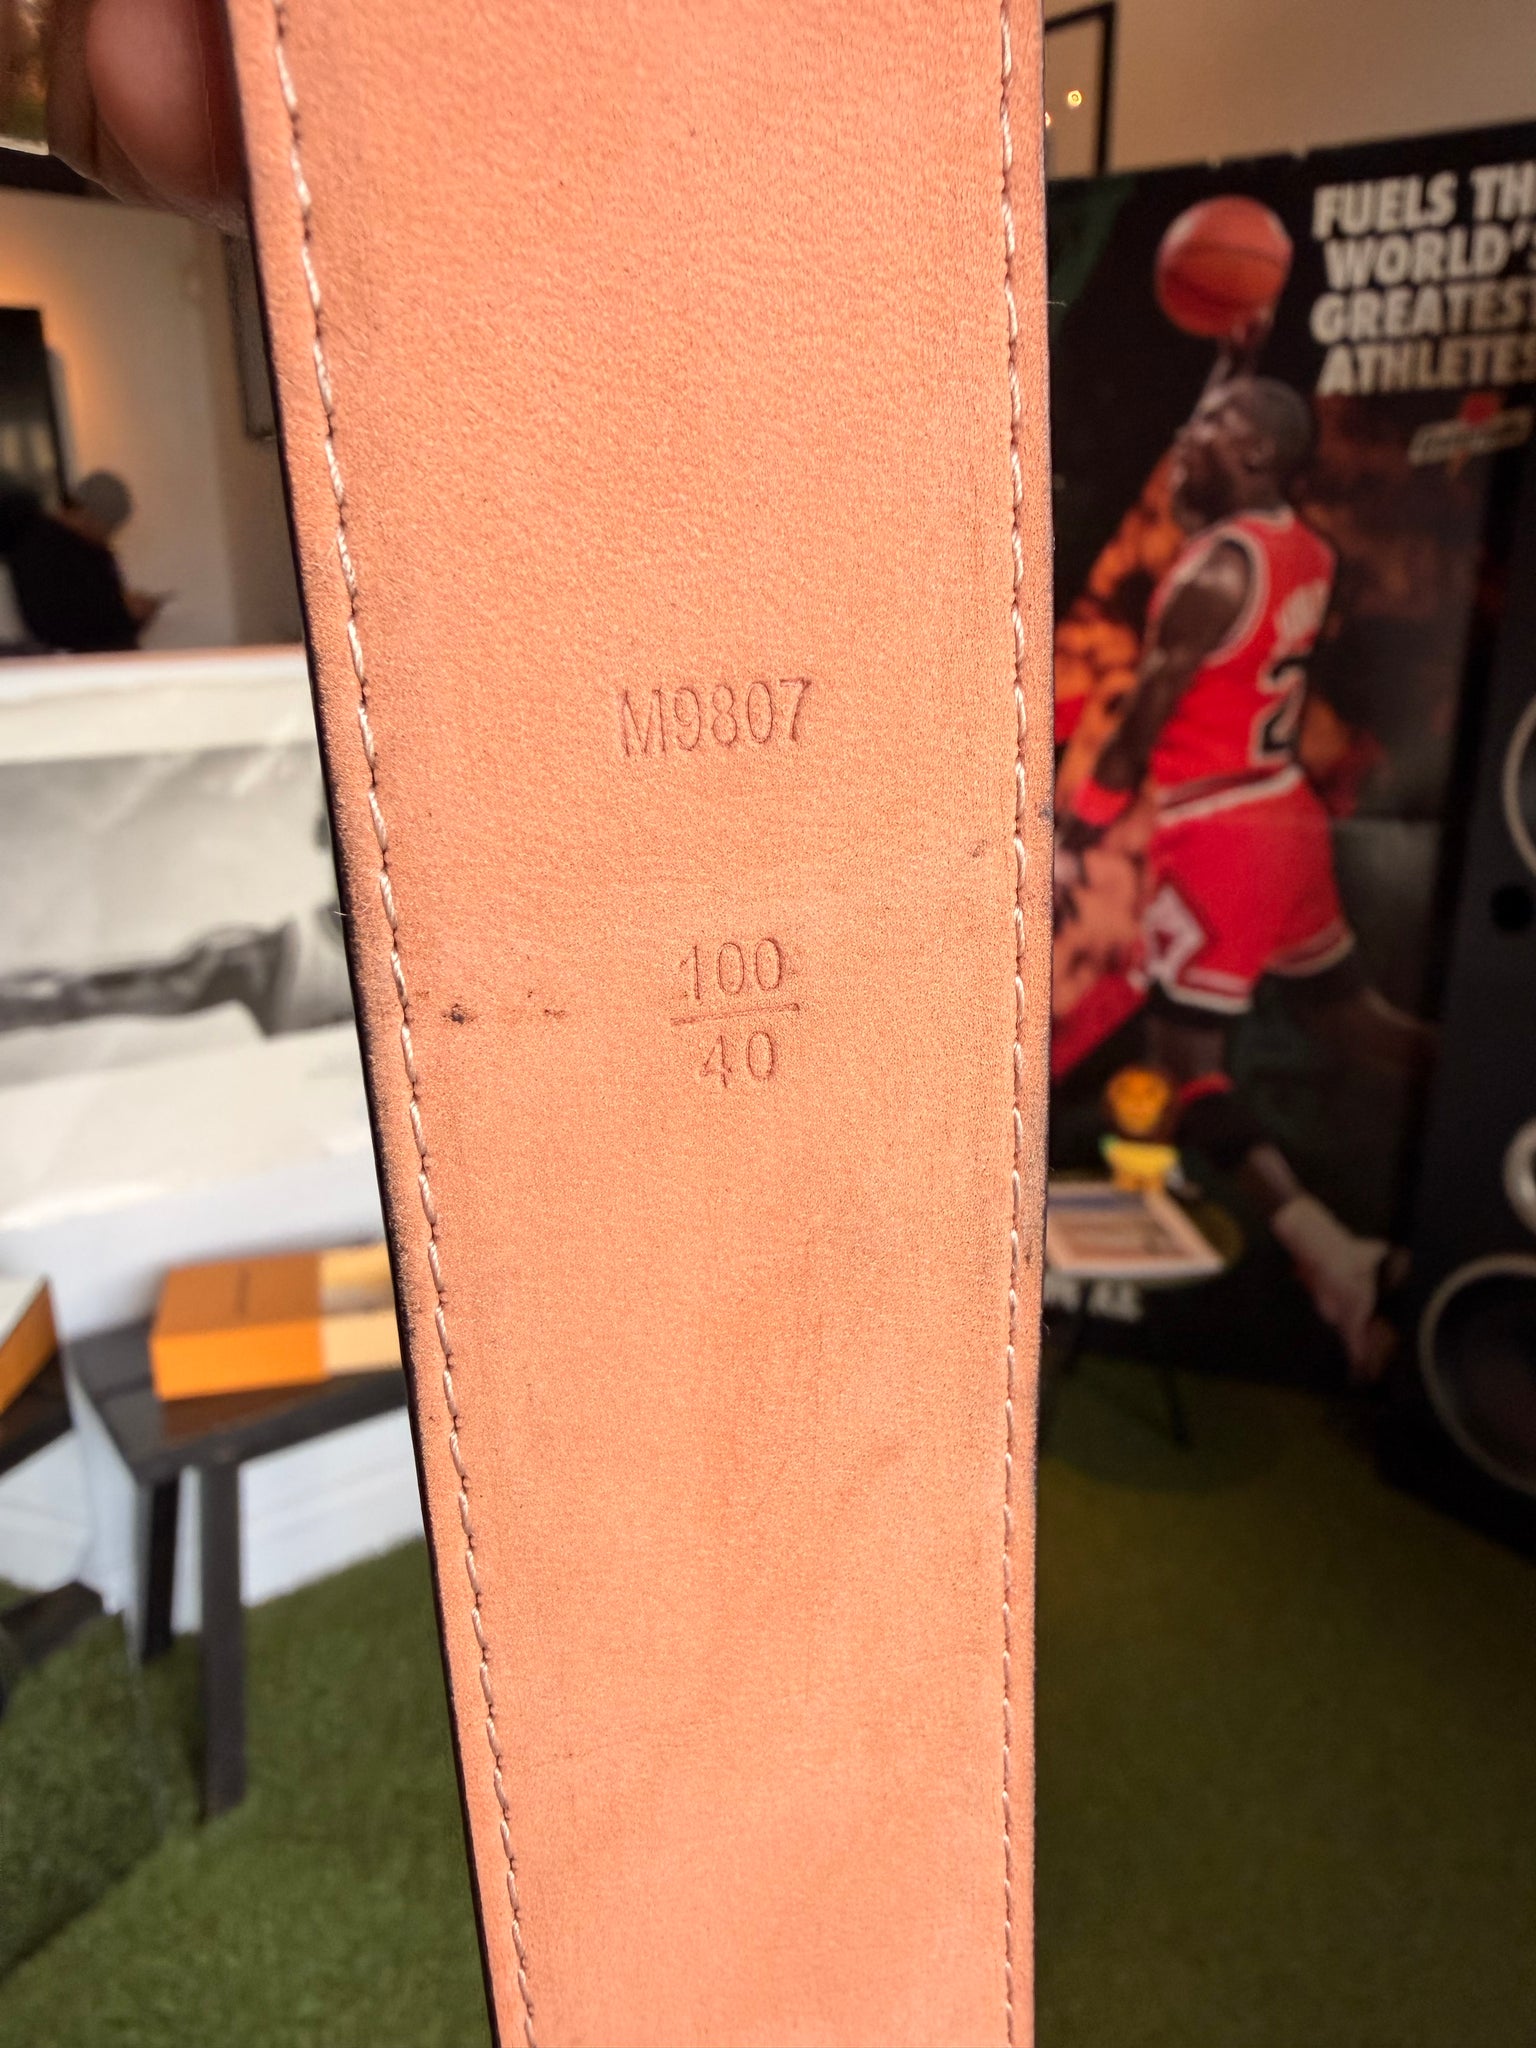 M9807
100
40
FUELS TH
WORLD'S
GREATEST
ATHLETES